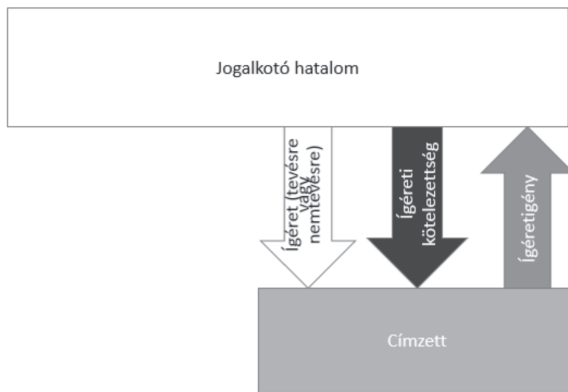 Jogalkotó hatalom
Ígéret (tevésre
vagy
nemtevésre)
Ígéreti
kötelezettség
Ígéretigény
Címzett